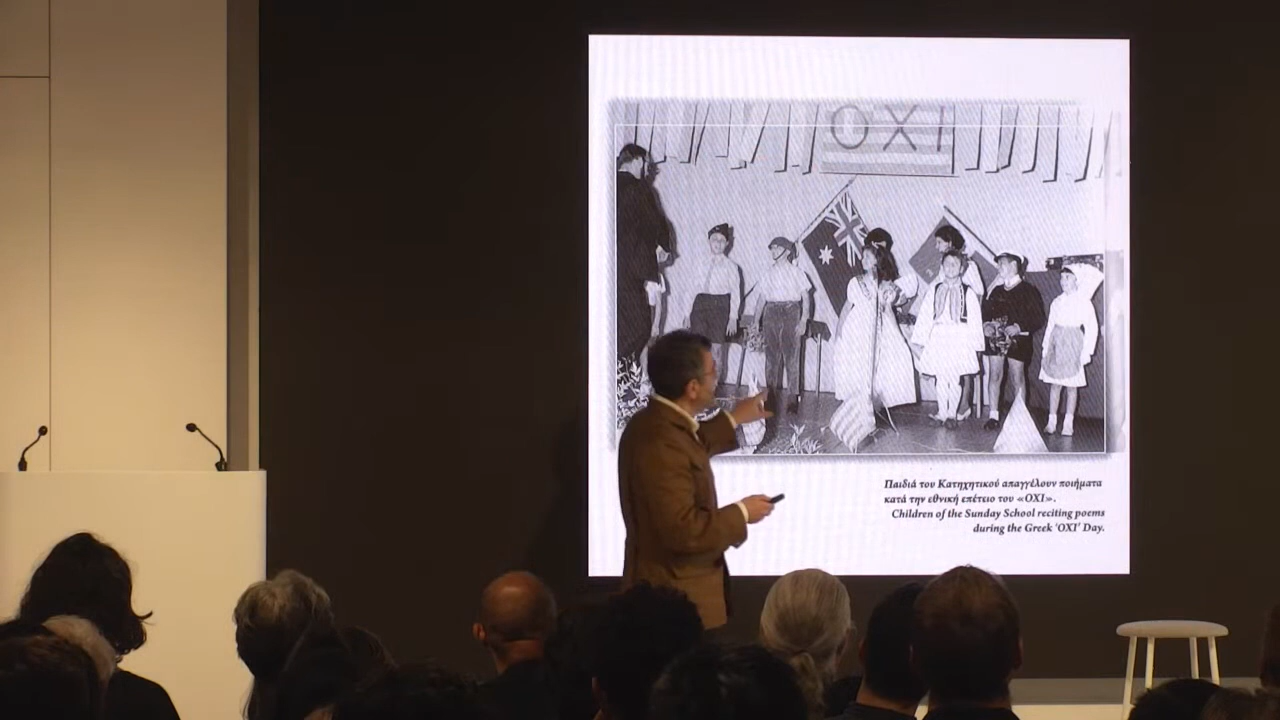 OXI
Παιδιά του Κατηχητικού απαγγέλουν ποιήματα
κατά την εθνική επέτειο του «ΟΧΙ».
Children of the Sunday School reciting poems
during the Greek 'OXI' Day.